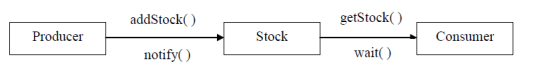 addStock( )
getStock( )
Producer
Stock
Consumer
notify( )
wait( )